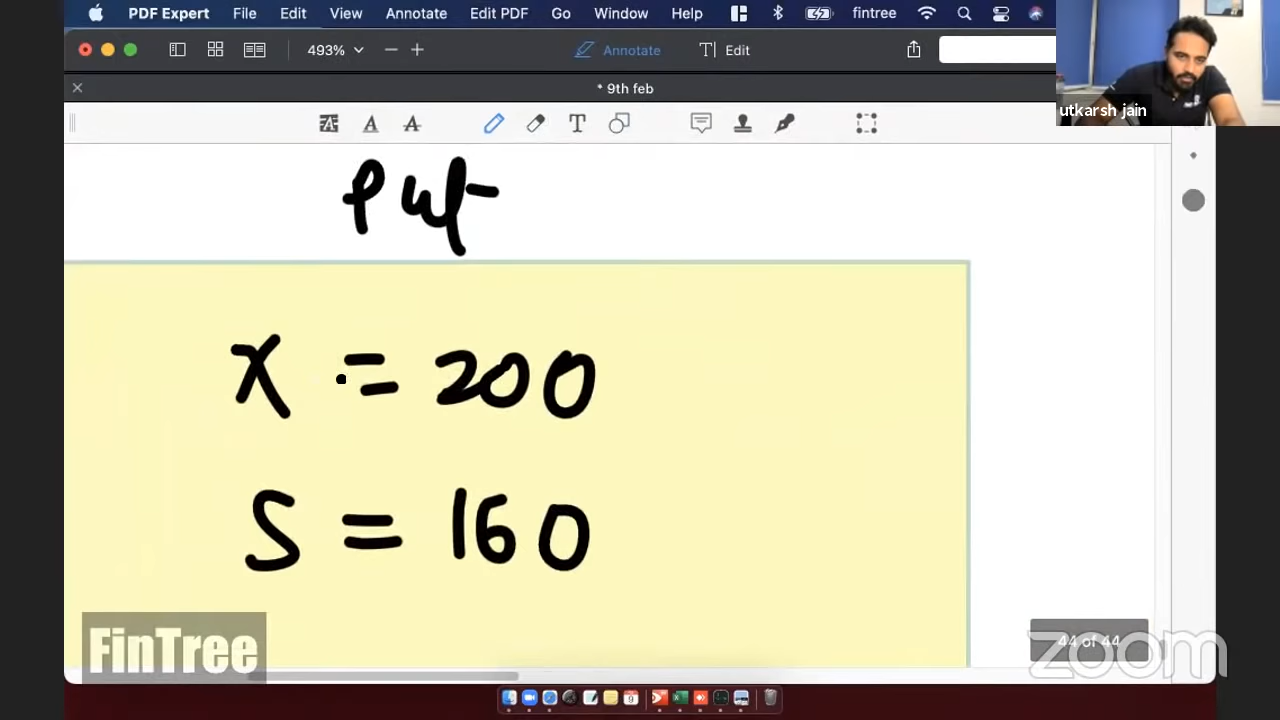 PDF Expert File Edit View Annotate Edit PDF Go Window Help fintree
493% Annotate T Edit
* 9th feb
utkarsh jain
Put
X = 200
S = 160
FinTree
44 of 44
zoom